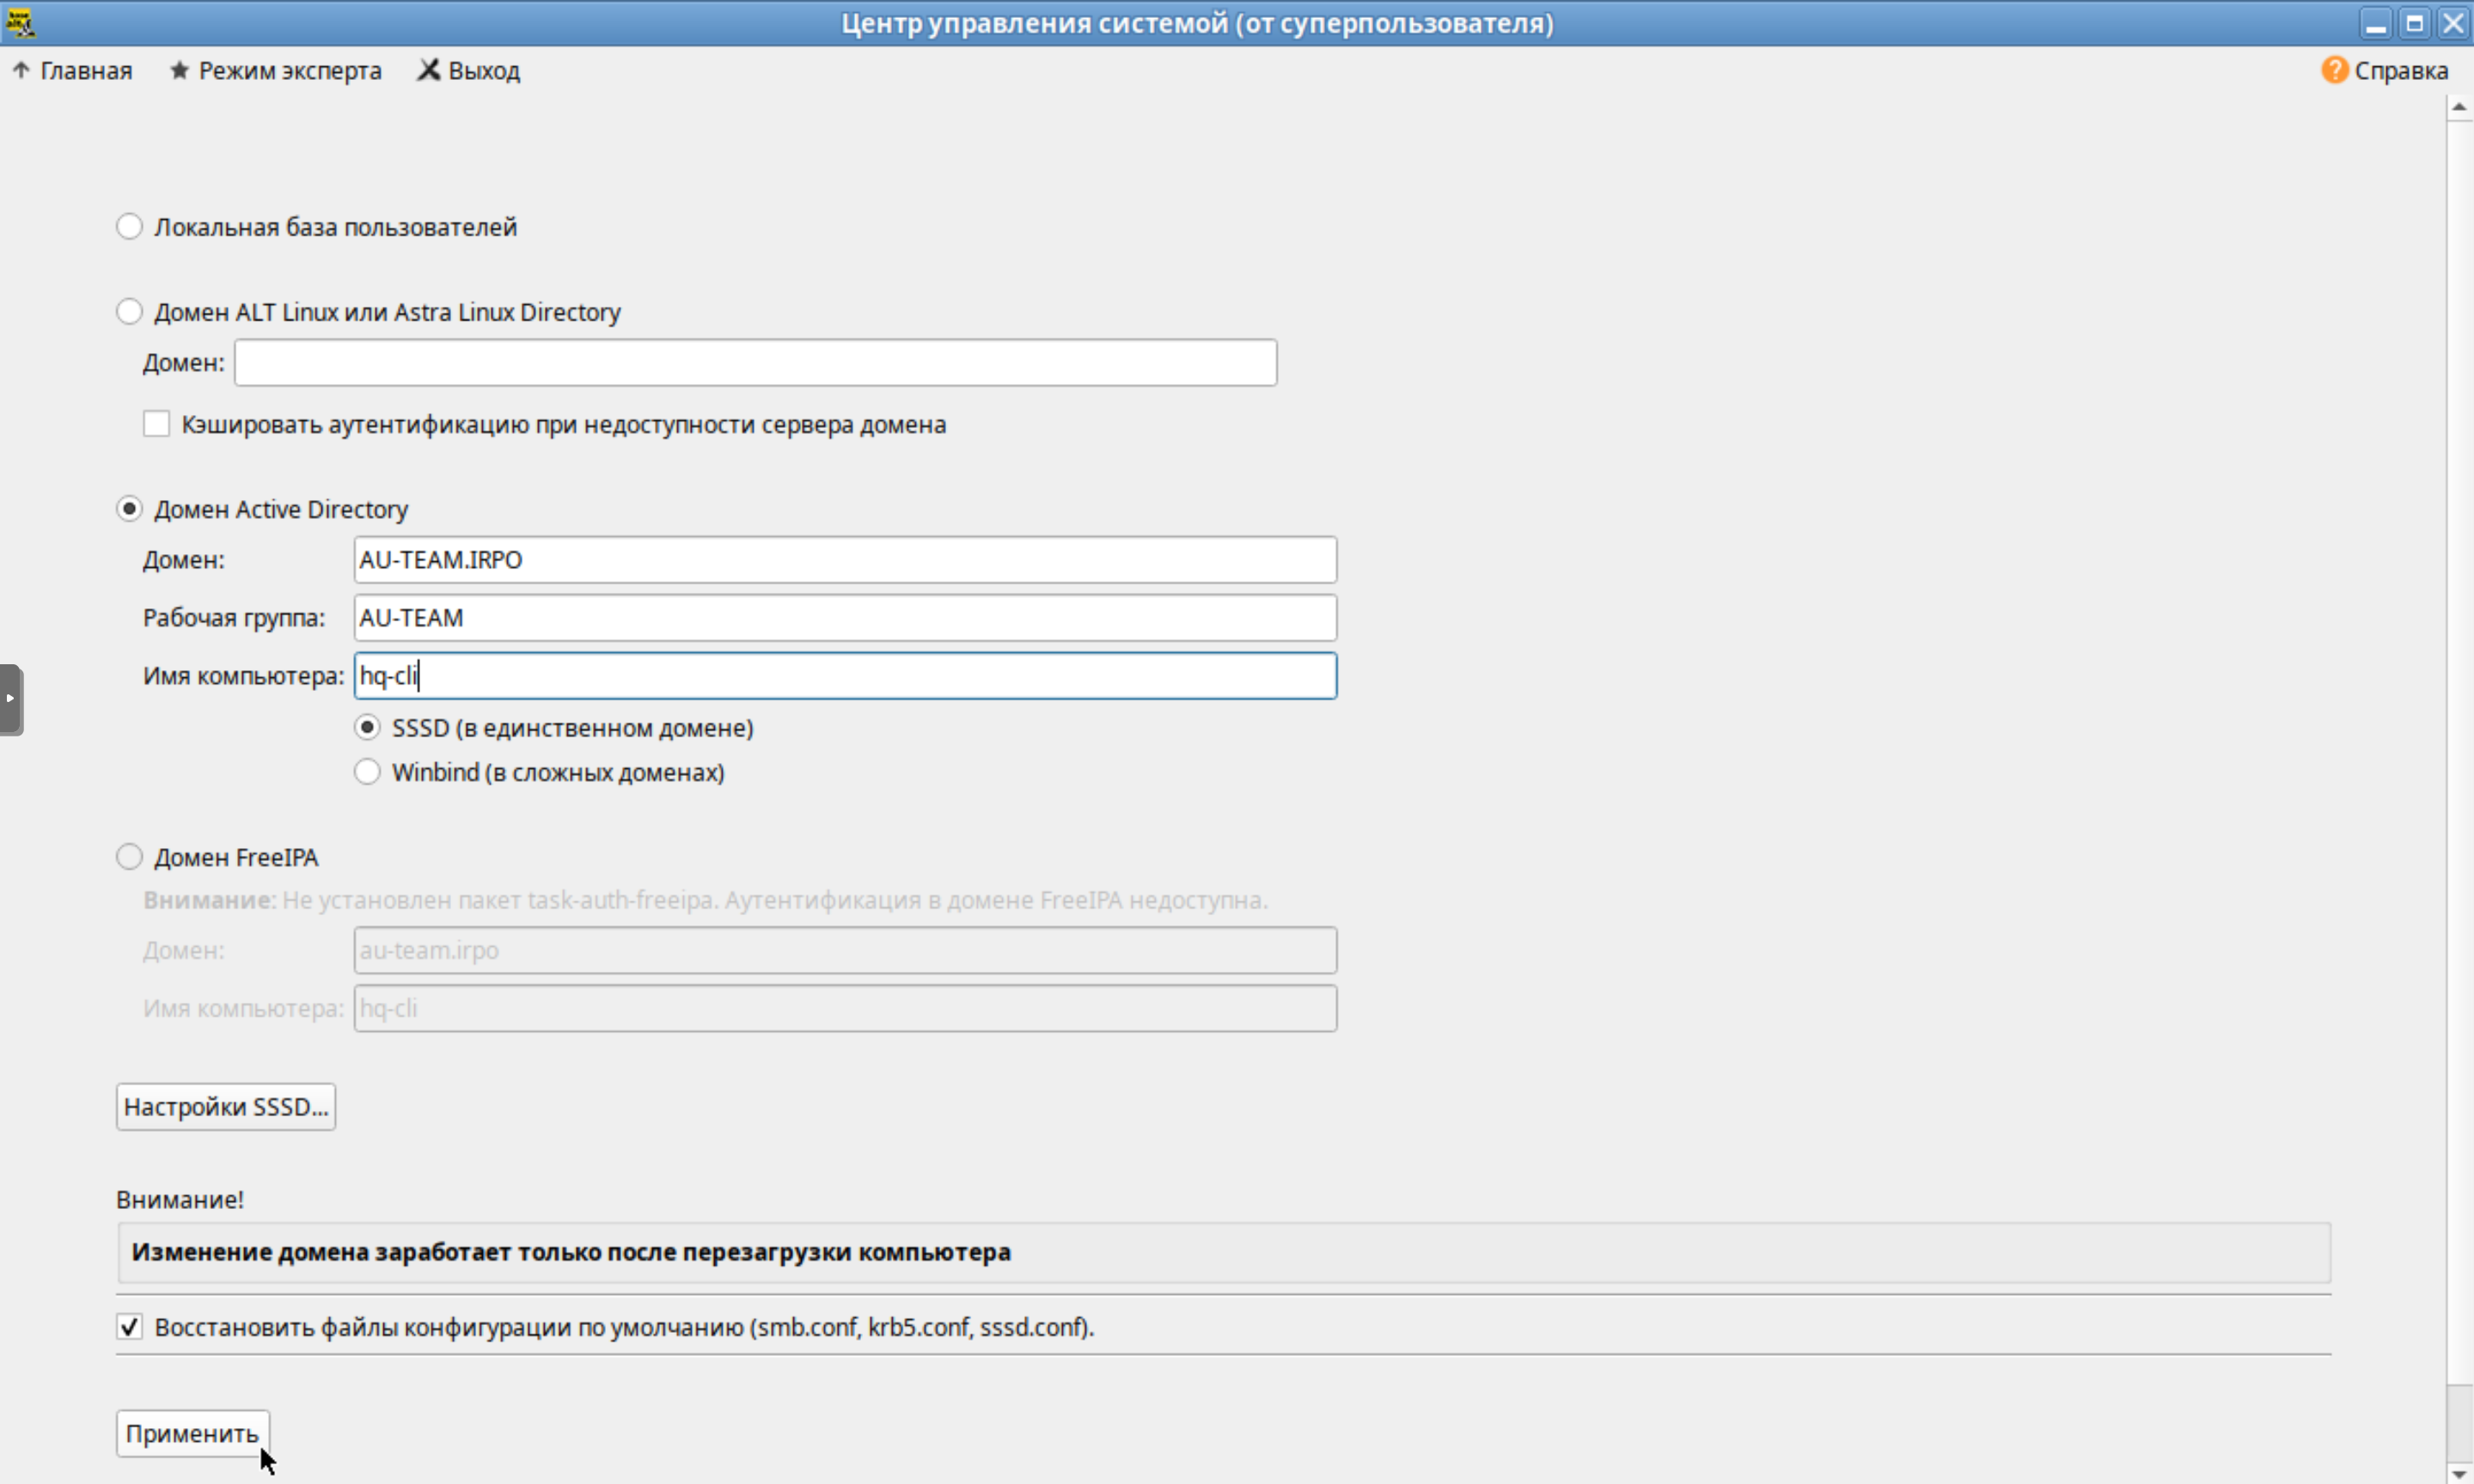 Центр управления системой (от суперпользователя)
Главная Режим эксперта Выход Справка
Локальная база пользователей
Домен ALT Linux или Astra Linux Directory
Домен:
Кэшировать аутентификацию при недоступности сервера домена
Домен Active Directory
Домен: AU-TEAM.IRPO
Рабочая группа: AU-TEAM
Имя компьютера: hq-cli
SSSD (в единственном домене)
Winbind (в сложных доменах)
Домен FreeIPA
Внимание: Не установлен пакет task-auth-freeipa. Аутентификация в домене FreeIPA недоступна.
Домен: au-team.irpo
Имя компьютера: hq-cli
Настройки SSSD...
Внимание!
Изменение домена заработает только после перезагрузки компьютера
Восстановить файлы конфигурации по умолчанию (smb.conf, krb5.conf, sssd.conf).
Применить